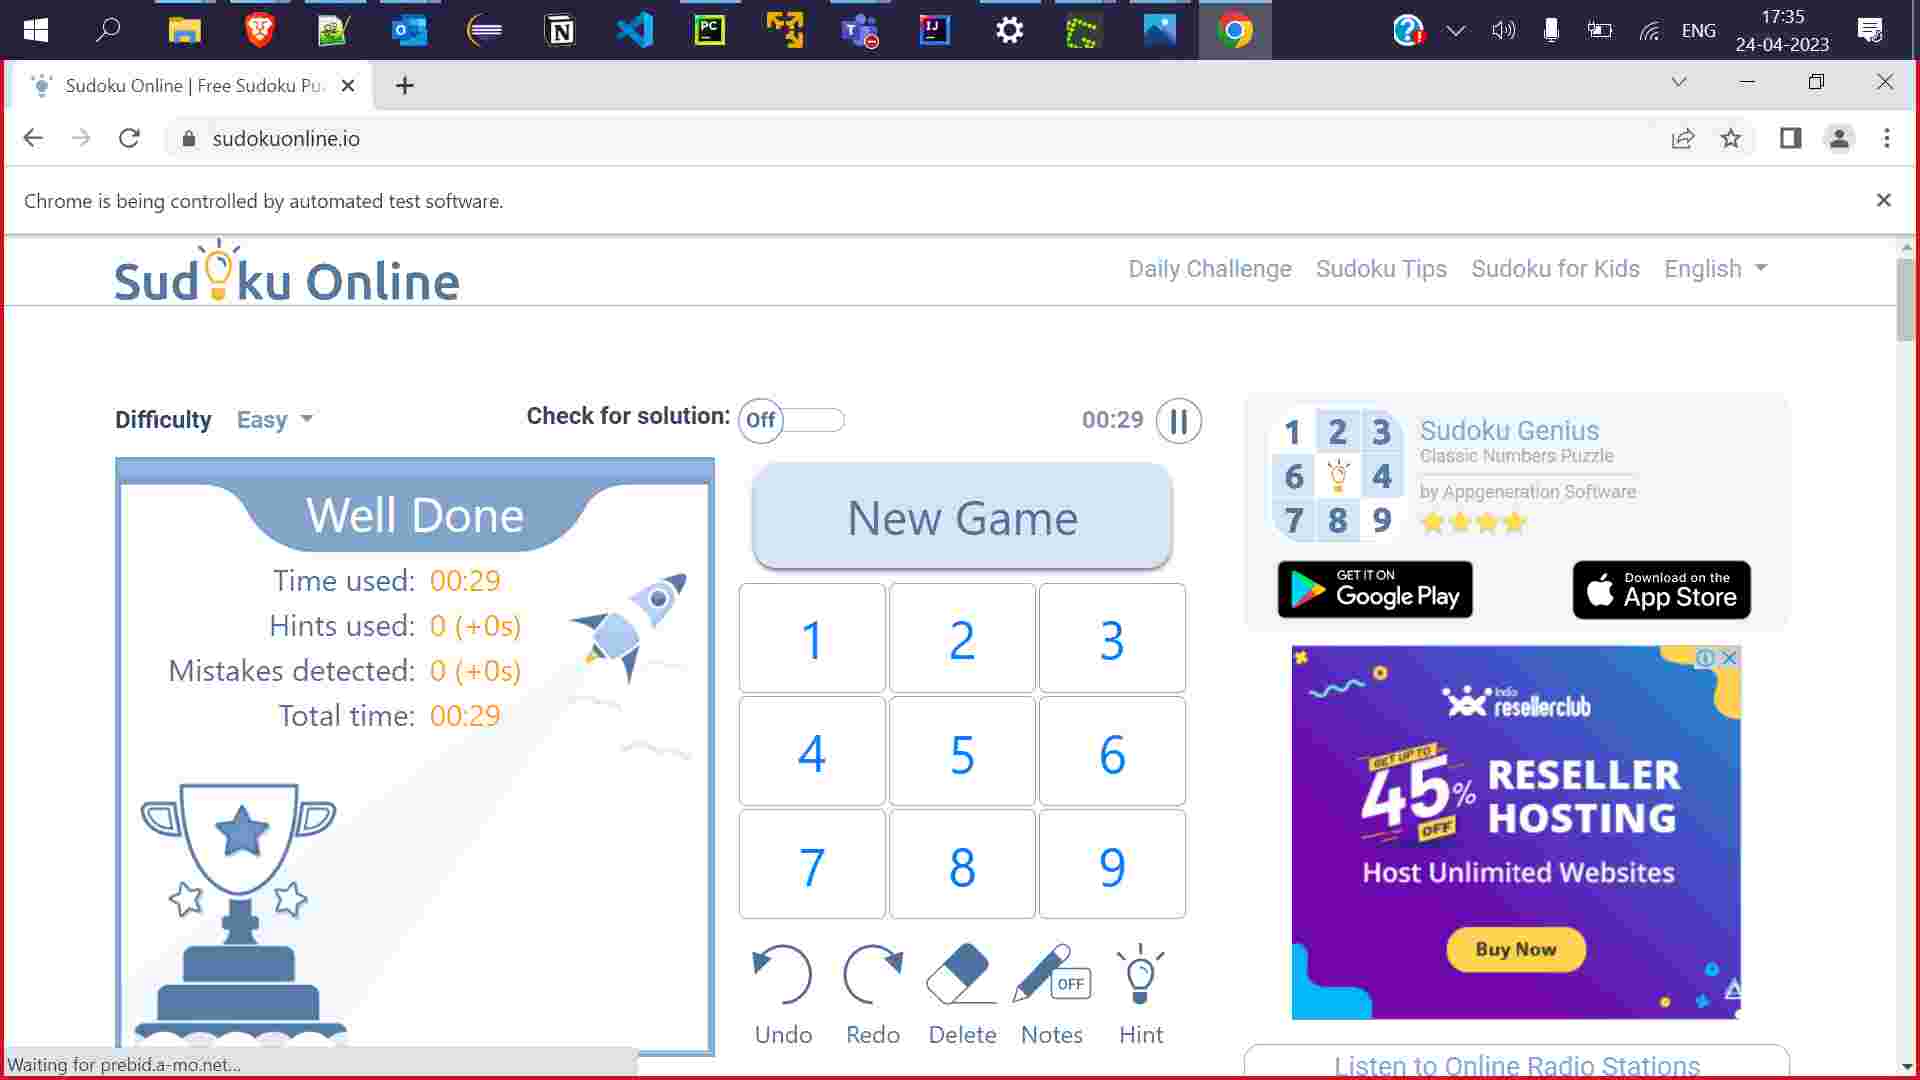 ENG
17:35
24-04-2023
Sudoku Online | Free Sudoku Pu
sudokuonline.io
Chrome is being controlled by automated test software.
Sudoku Online
Daily Challenge
Sudoku Tips
Sudoku for Kids
English
Difficulty
Easy
Check for solution:
Off
00:29
Well Done
Time used: 00:29
Hints used: 0 (+0s)
Mistakes detected: 0 (+0s)
Total time: 00:29
New Game
1 2 3
4 5 6
7 8 9
OFF
Undo
Redo
Delete
Notes
Hint
1 2 3
6 4
7 8 9
Sudoku Genius
Classic Numbers Puzzle
by Appgeneration Software
GET IT ON
Google Play
Download on the
App Store
India
resellerclub
GET UP TO
45%
OFF
RESELLER
HOSTING
Host Unlimited Websites
Buy Now
Listen to Online Radio Stations
Waiting for prebid.a-mo.net...